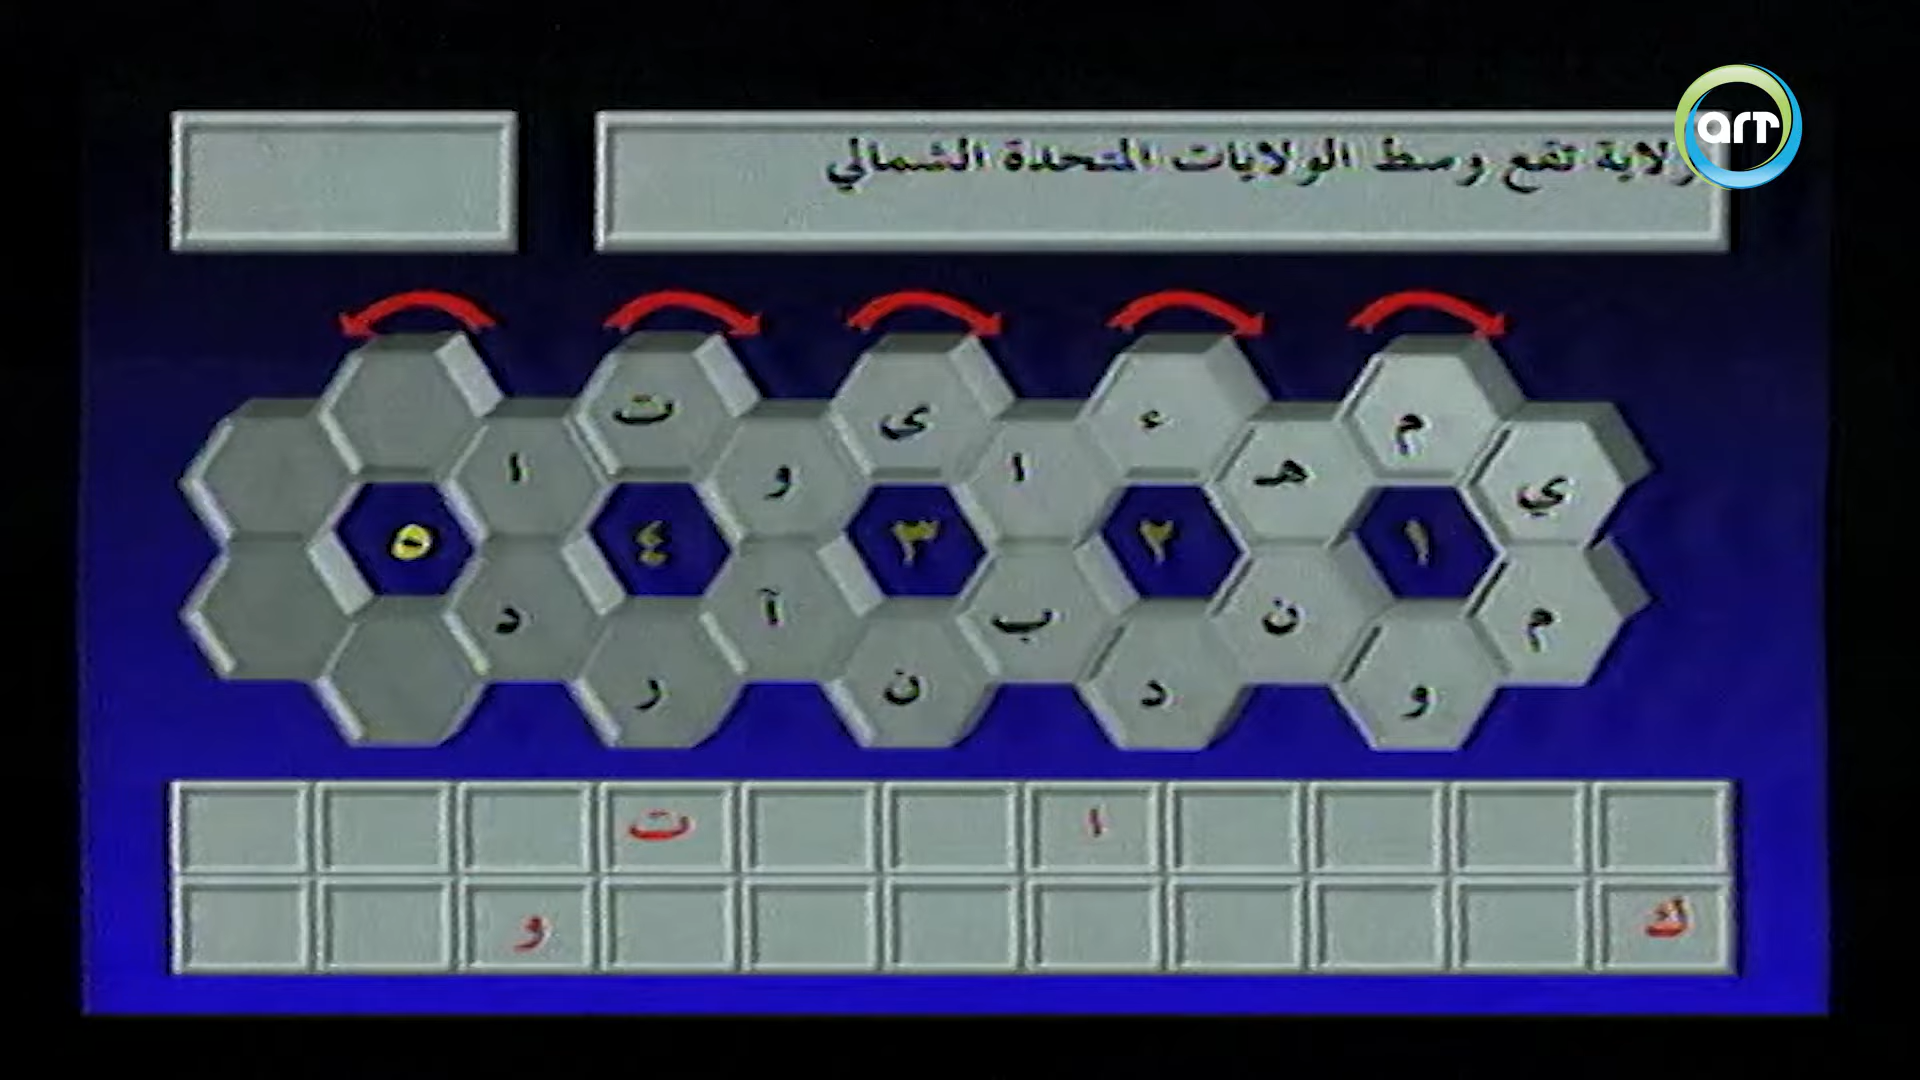 art
ولاية تقع وسط الولايات المتحدة الشمالي
ت ى ء م
ا و ا هـ ي
٥ ٤ ٣ ٢ ١
د آ ب ن م
ر ن د و
ت ا
و ك